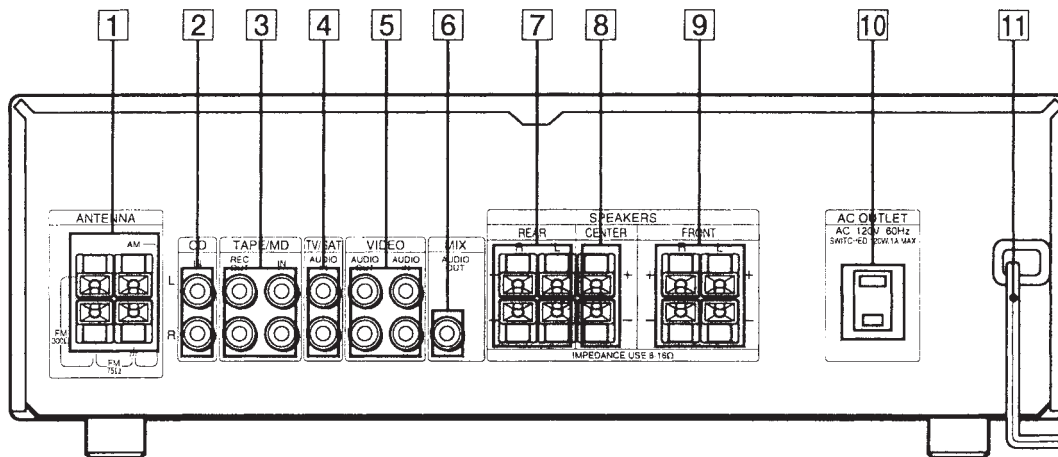 1 2 3 4 5 6 7 8 9 10 11
ANTENNA
AM
FM
300Ω
FM
75Ω
CD
IN
L
R
TAPE/MD
REC OUT
IN
TV/SAT
AUDIO
VIDEO
AUDIO OUT
AUDIO IN
MIX
AUDIO OUT
SPEAKERS
REAR
R L
CENTER
FRONT
R L
+ + +
− − −
IMPEDANCE USE 8-16Ω
AC OUTLET
AC 120V 60Hz
SWITCHED 120W.1A MAX